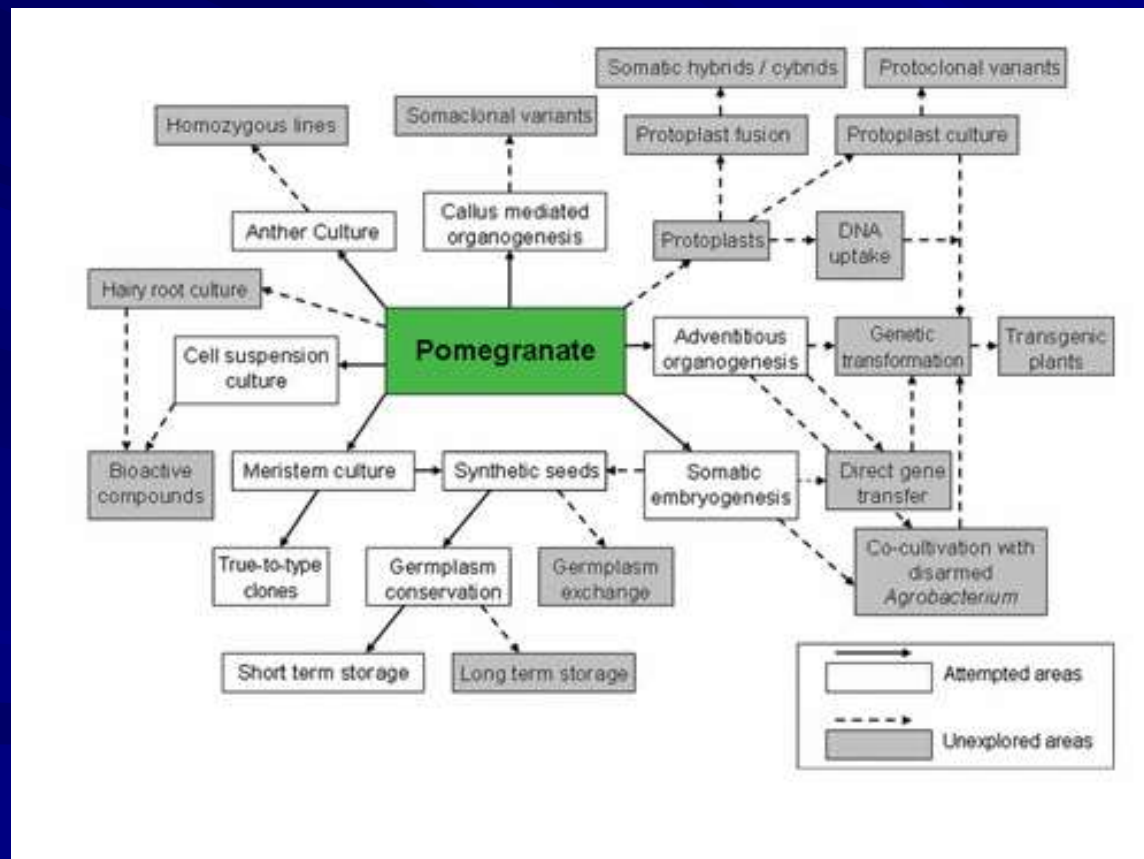 Somatic hybrids / cybrids
Protoclonal variants
Homozygous lines
Somaclonal variants
Protoplast fusion
Protoplast culture
Anther Culture
Callus mediated
organogenesis
Protoplasts
DNA
uptake
Hairy root culture
Cell suspension
culture
Pomegranate
Adventitious
organogenesis
Genetic
transformation
Transgenic
plants
Bioactive
compounds
Meristem culture
Synthetic seeds
Somatic
embryogenesis
Direct gene
transfer
True-to-type
clones
Germplasm
conservation
Germplasm
exchange
Co-cultivation with
disarmed
Agrobacterium
Short term storage
Long term storage
Attempted areas
Unexplored areas